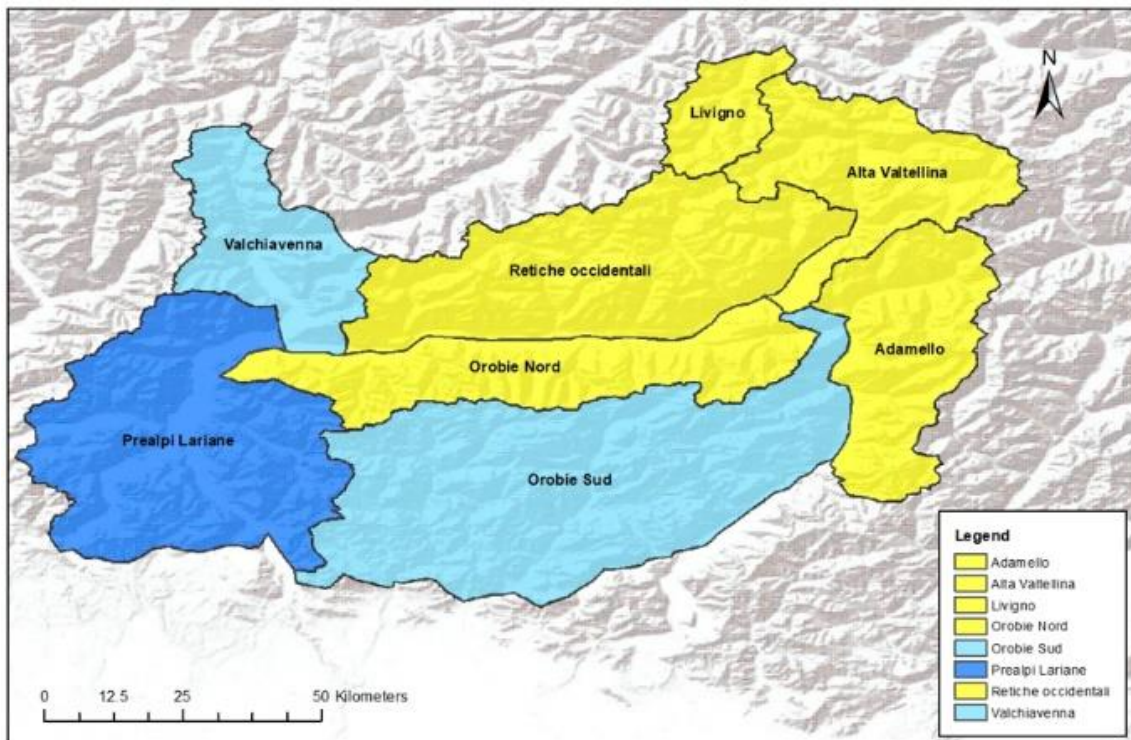 N
Livigno
Alta Valtellina
Valchiavenna
Retiche occidentali
Adamello
Orobie Nord
Prealpi Lariane
Orobie Sud
Legend
Adamello
Alta Valtellina
Livigno
Orobie Nord
Orobie Sud
Prealpi Lariane
Retiche occidentali
Valchiavenna
0 12.5 25 50 Kilometers